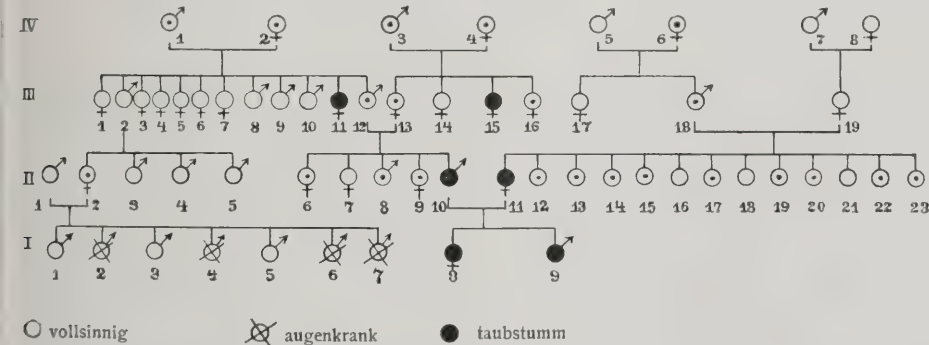 IV
1 2 3 4 5 6 7 8
III
1 2 3 4 5 6 7 8 9 10 11 12 13 14 15 16 17 18 19
II
1 2 3 4 5 6 7 8 9 10 11 12 13 14 15 16 17 18 19 20 21 22 23
I
1 2 3 4 5 6 7 8 9
vollsinnig augenkrank taubstumm